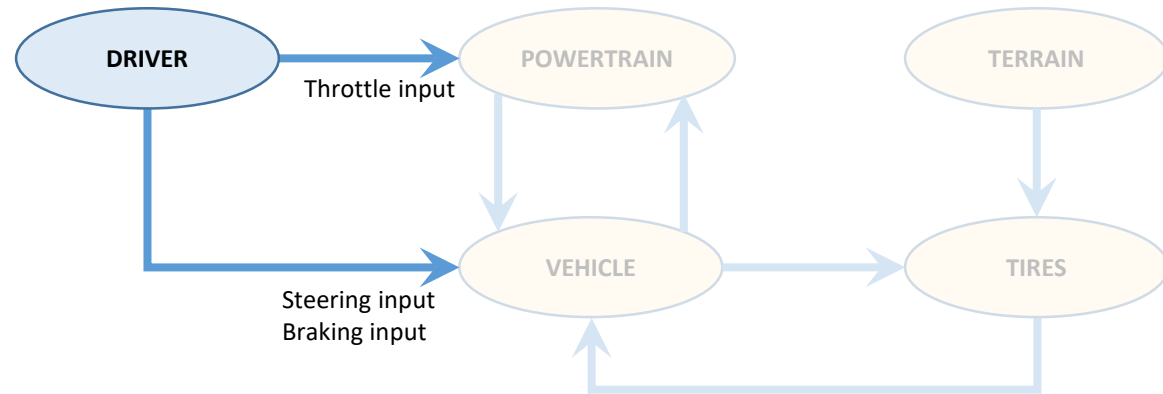 DRIVER
POWERTRAIN
TERRAIN
Throttle input
VEHICLE
TIRES
Steering input
Braking input